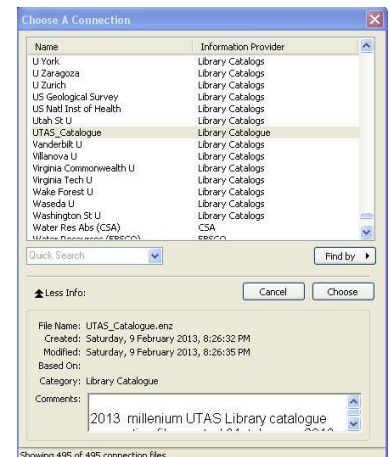 Choose A Connection
Name Information Provider
U York Library Catalogs
U Zaragoza Library Catalogs
U Zurich Library Catalogs
US Geological Survey Library Catalogs
US Natl Inst of Health Library Catalogs
Utah St U Library Catalogs
UTAS_Catalogue Library Catalogue
Vanderbilt U Library Catalogs
Villanova U Library Catalogs
Virginia Commonwealth U Library Catalogs
Virginia Tech U Library Catalogs
Wake Forest U Library Catalogs
Waseda U Library Catalogs
Washington St U Library Catalogs
Water Res Abs (CSA) CSA
Water Resources (EBSCO) EBSCO
Quick Search Find by
Less Info: Cancel Choose
File Name: UTAS_Catalogue.enz
Created: Saturday, 9 February 2013, 8:26:32 PM
Modified: Saturday, 9 February 2013, 8:26:35 PM
Based On:
Category: Library Catalogue
Comments:
2013 millenium UTAS Library catalogue
Showing 495 of 495 connection files.